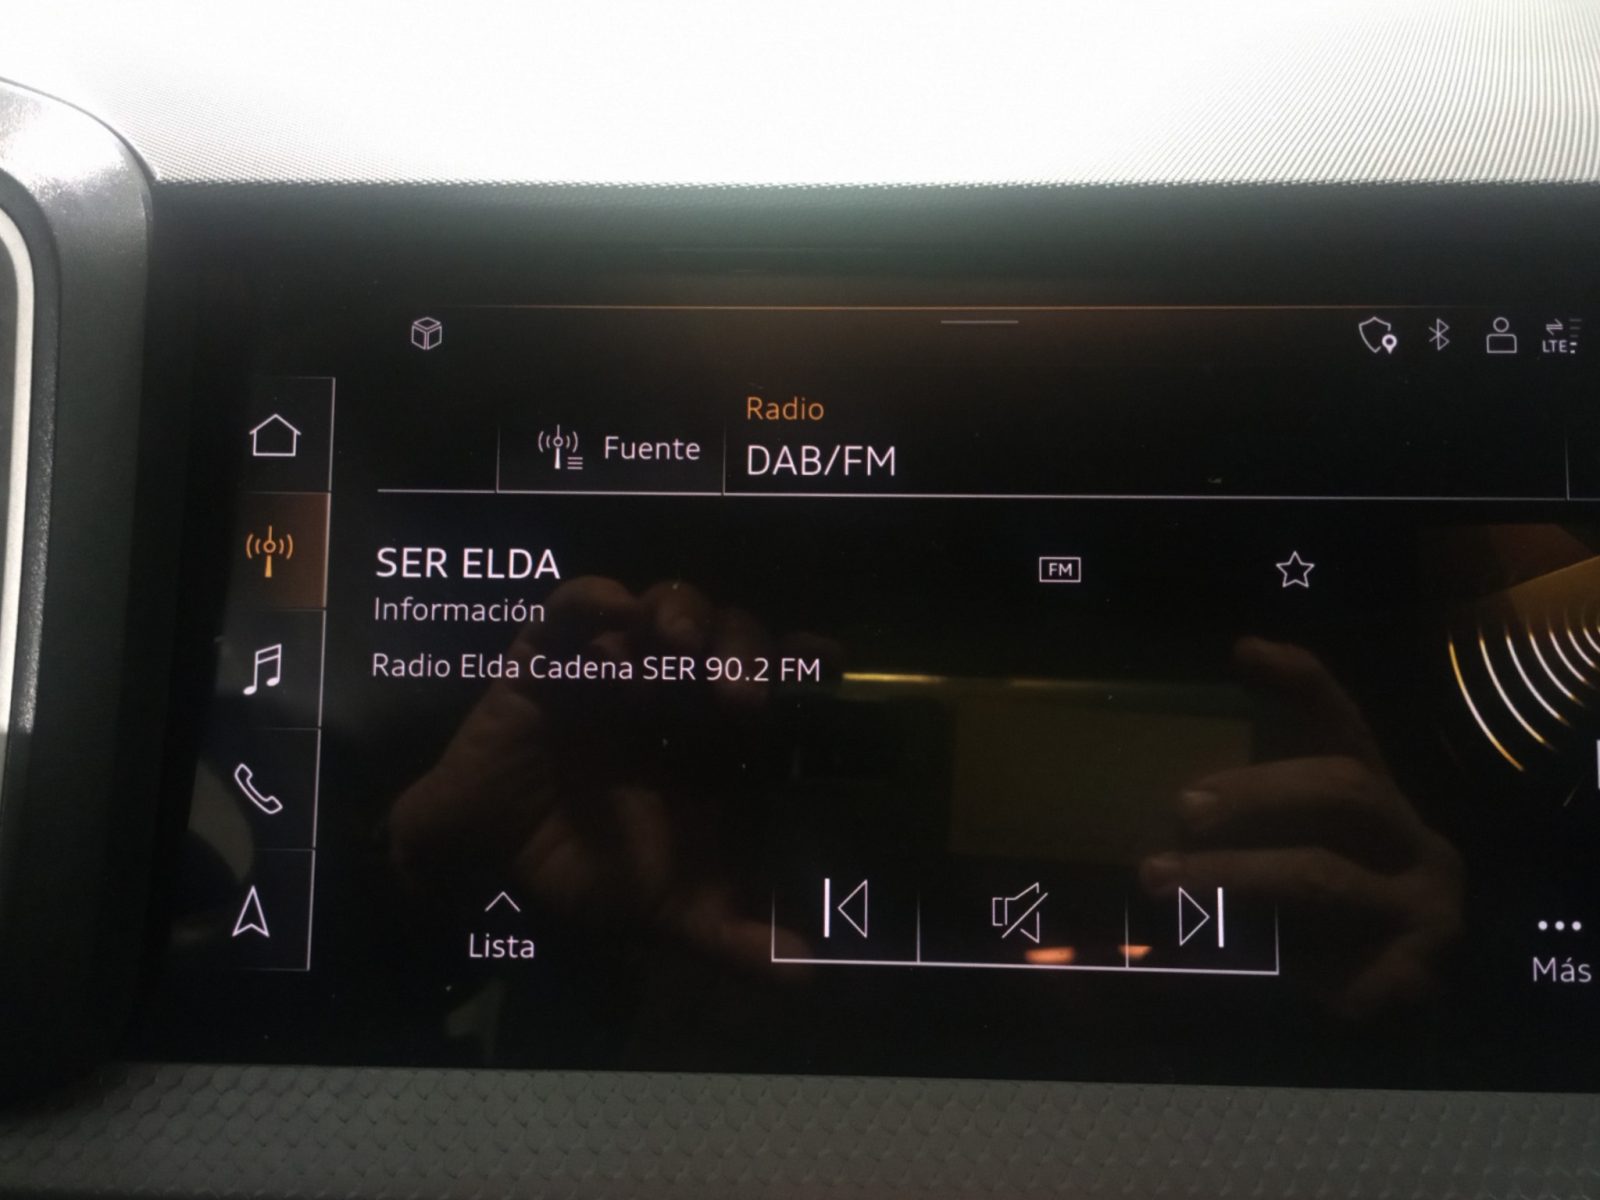 LTE
Radio
Fuente
DAB/FM
SER ELDA
FM
Información
Radio Elda Cadena SER 90.2 FM
Lista
Más